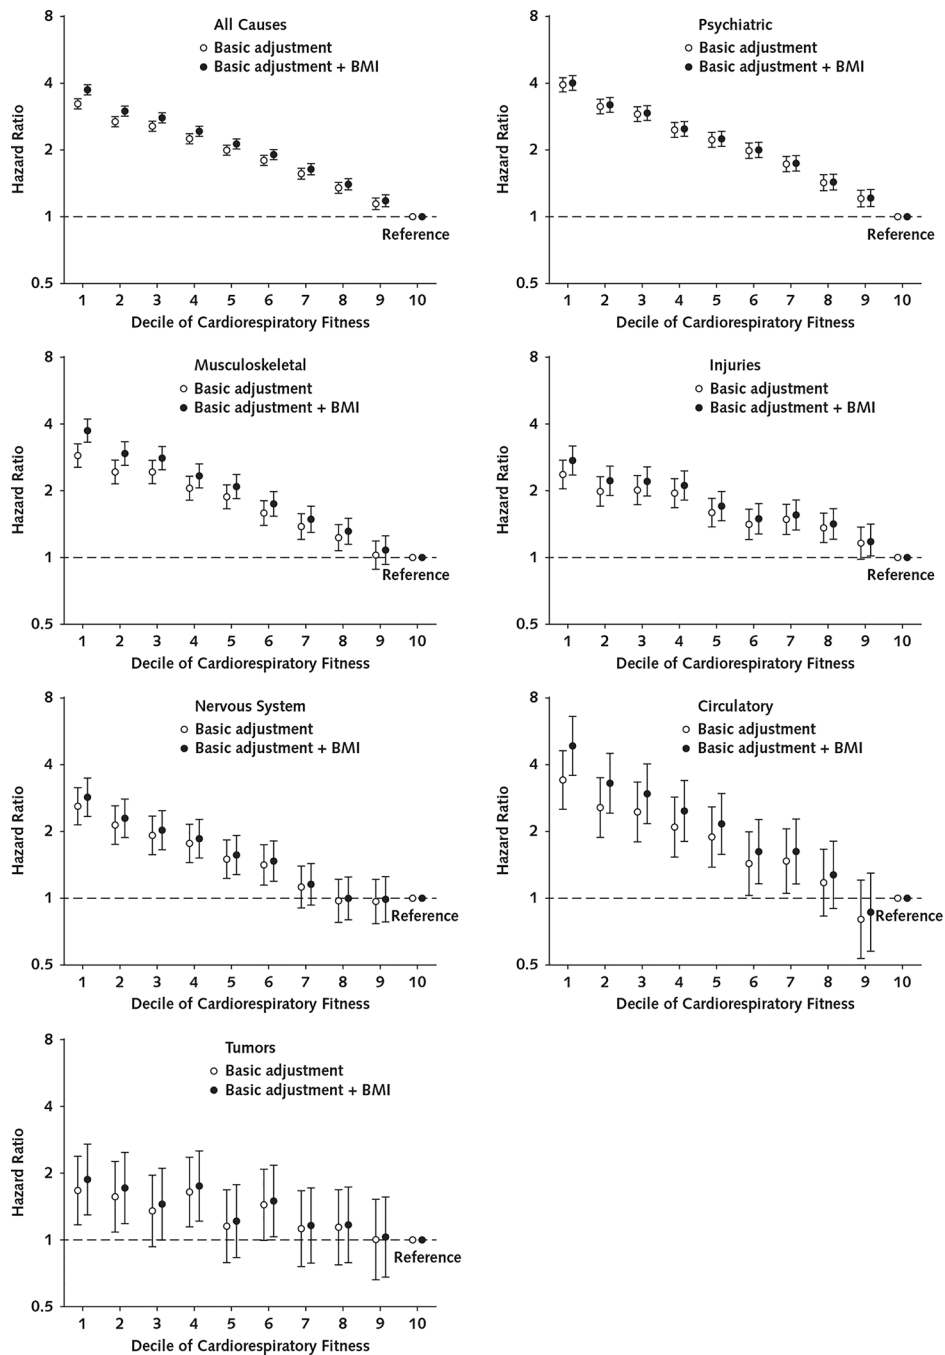 All Causes
Basic adjustment
Basic adjustment + BMI
Hazard Ratio
8
4
2
1
0.5
Reference
1 2 3 4 5 6 7 8 9 10
Decile of Cardiorespiratory Fitness
Psychiatric
Basic adjustment
Basic adjustment + BMI
Hazard Ratio
8
4
2
1
0.5
Reference
1 2 3 4 5 6 7 8 9 10
Decile of Cardiorespiratory Fitness
Musculoskeletal
Basic adjustment
Basic adjustment + BMI
Hazard Ratio
8
4
2
1
0.5
Reference
1 2 3 4 5 6 7 8 9 10
Decile of Cardiorespiratory Fitness
Injuries
Basic adjustment
Basic adjustment + BMI
Hazard Ratio
8
4
2
1
0.5
Reference
1 2 3 4 5 6 7 8 9 10
Decile of Cardiorespiratory Fitness
Nervous System
Basic adjustment
Basic adjustment + BMI
Hazard Ratio
8
4
2
1
0.5
Reference
1 2 3 4 5 6 7 8 9 10
Decile of Cardiorespiratory Fitness
Circulatory
Basic adjustment
Basic adjustment + BMI
Hazard Ratio
8
4
2
1
0.5
Reference
1 2 3 4 5 6 7 8 9 10
Decile of Cardiorespiratory Fitness
Tumors
Basic adjustment
Basic adjustment + BMI
Hazard Ratio
8
4
2
1
0.5
Reference
1 2 3 4 5 6 7 8 9 10
Decile of Cardiorespiratory Fitness